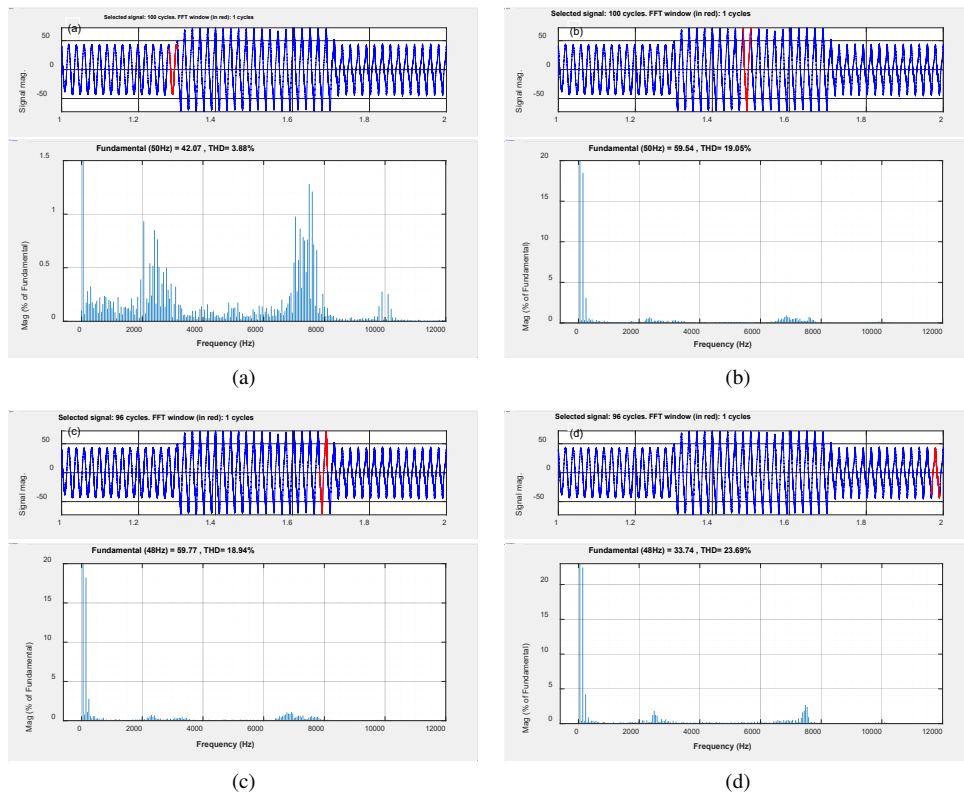 Selected signal: 100 cycles. FFT window (in red): 1 cycles
(a)
50
0
-50
Signal mag.
1 1.2 1.4 1.6 1.8 2
Fundamental (50Hz) = 42.07 , THD= 3.88%
1.5
1
0.5
0
Mag (% of Fundamental)
0 2000 4000 6000 8000 10000 12000
Frequency (Hz)
(a)
Selected signal: 100 cycles. FFT window (in red): 1 cycles
(b)
50
0
-50
Signal mag.
1 1.2 1.4 1.6 1.8 2
Fundamental (50Hz) = 59.54 , THD= 19.05%
20
15
10
5
0
Mag (% of Fundamental)
0 2000 4000 6000 8000 10000 12000
Frequency (Hz)
(b)
Selected signal: 96 cycles. FFT window (in red): 1 cycles
(c)
50
0
-50
Signal mag.
1 1.2 1.4 1.6 1.8 2
Fundamental (48Hz) = 59.77 , THD= 18.94%
20
15
10
5
0
Mag (% of Fundamental)
0 2000 4000 6000 8000 10000 12000
Frequency (Hz)
(c)
Selected signal: 96 cycles. FFT window (in red): 1 cycles
(d)
50
0
-50
Signal mag.
1 1.2 1.4 1.6 1.8 2
Fundamental (48Hz) = 33.74 , THD= 23.69%
20
15
10
5
0
Mag (% of Fundamental)
0 2000 4000 6000 8000 10000 12000
Frequency (Hz)
(d)